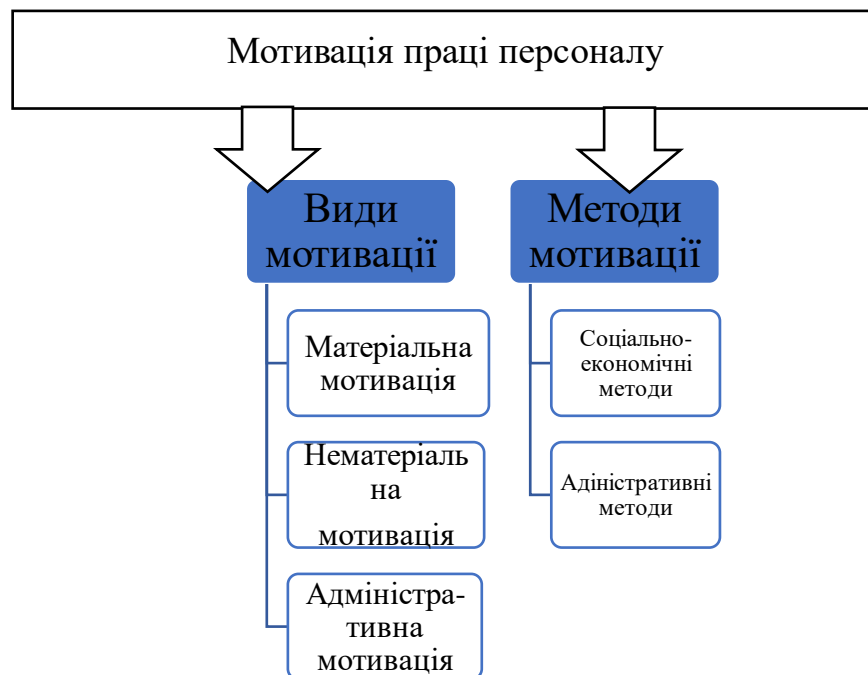 Мотивація праці персоналу
Види
мотивації
Матеріальна
мотивація
Нематеріаль
на
мотивація
Адміністра-
тивна
мотивація
Методи
мотивації
Соціально-
економічні
методи
Адіністративні
методи